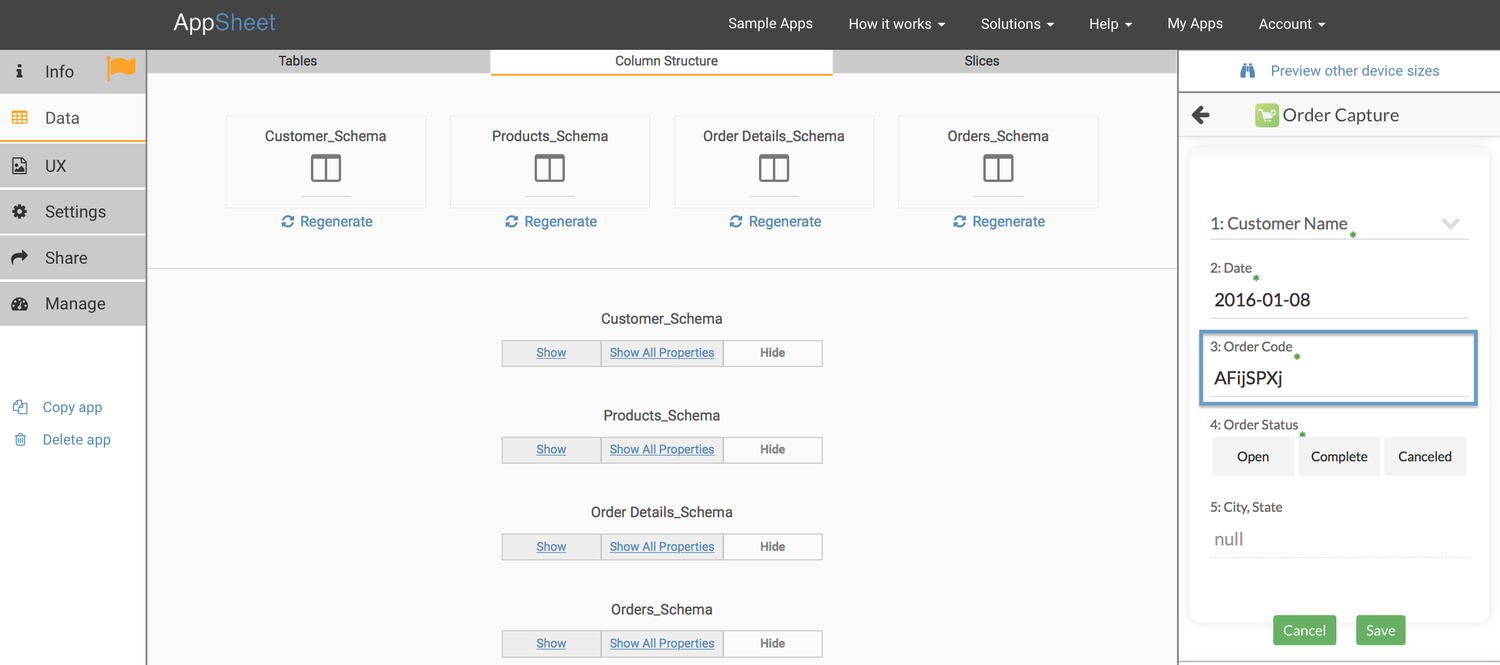 AppSheet
Sample Apps How it works Solutions Help My Apps Account
Info
Data
UX
Settings
Share
Manage
Copy app
Delete app
Tables Column Structure Slices
Customer_Schema Products_Schema Order Details_Schema Orders_Schema
Regenerate Regenerate Regenerate Regenerate
Customer_Schema
Show Show All Properties Hide
Products_Schema
Show Show All Properties Hide
Order Details_Schema
Show Show All Properties Hide
Orders_Schema
Show Show All Properties Hide
Preview other device sizes
Order Capture
1: Customer Name *
2: Date *
2016-01-08
3: Order Code *
AFijSPXj
4: Order Status *
Open Complete Canceled
5: City, State
null
Cancel Save